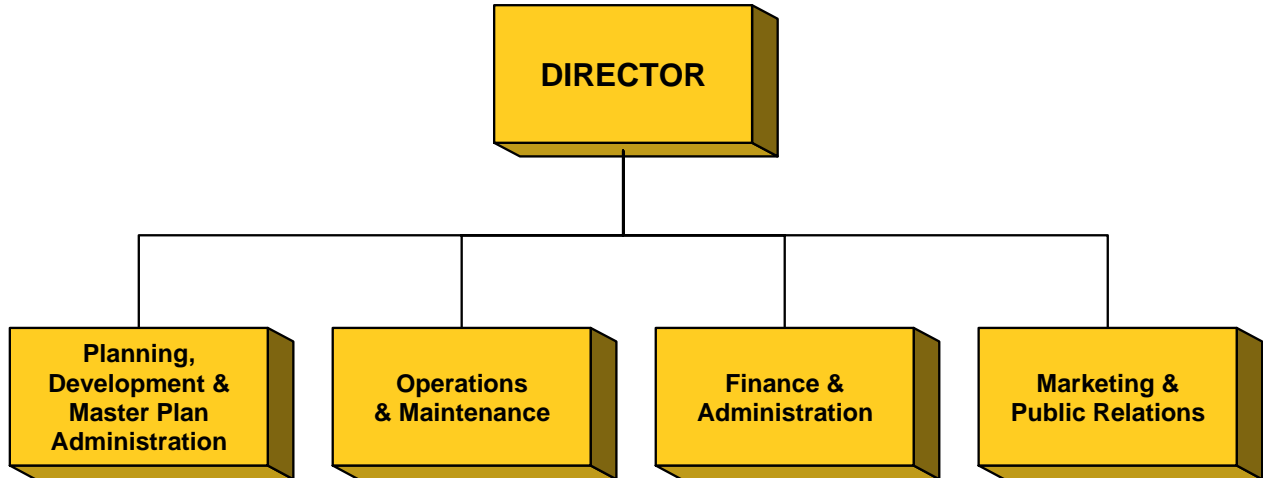 DIRECTOR
Planning,
Development &
Master Plan
Administration
Operations
& Maintenance
Finance &
Administration
Marketing &
Public Relations